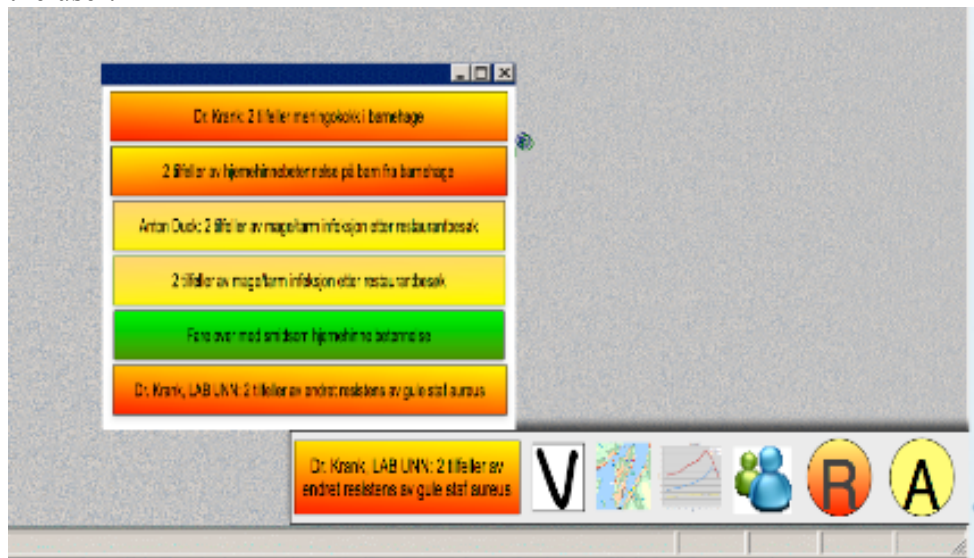 Dr. Krank: 2 tilfeller meningokokk i barnehage
2 tilfeller av hjernehinnebetennelse på barn fra barnehage
Anton Duck: 2 tilfeller av mage/tarm infeksjon etter restaurantbesøk
2 tilfeller av mage/tarm infeksjon etter restaurantbesøk
Fare over med smidsom hjernehinne betennelse
Dr. Krank, LAB UNN: 2 tilfeller av endret resistens av gule staf aureus
Dr. Krank, LAB UNN: 2 tilfeller av
endret resistens av gule staf aureus
V
R
A